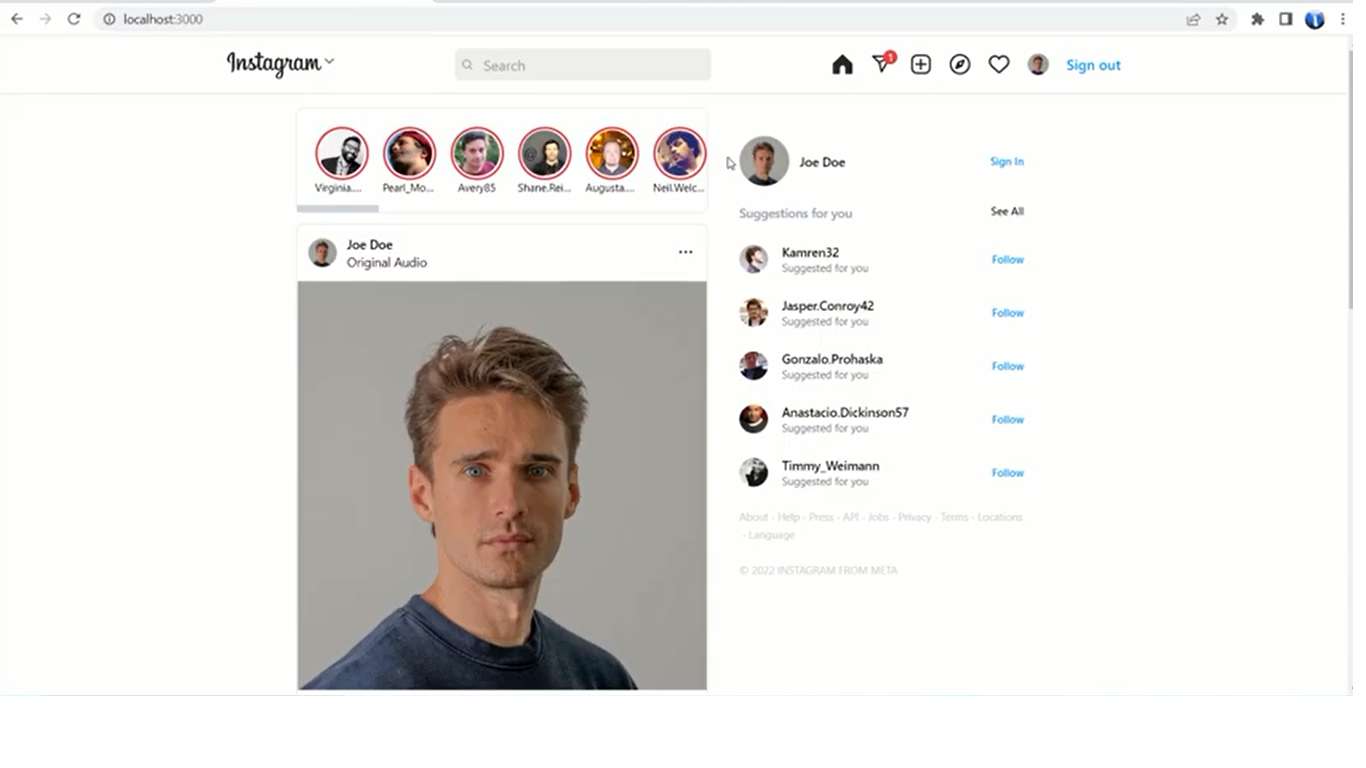 localhost:3000
Instagram
Search
1
Sign out
Virginia....
Pearl_Mo...
Avery85
Shane.Rei...
Augusta....
Neil.Welc...
Joe Doe
Sign In
Suggestions for you
See All
Joe Doe
Original Audio
Kamren32
Suggested for you
Follow
Jasper.Conroy42
Suggested for you
Follow
Gonzalo.Prohaska
Suggested for you
Follow
Anastacio.Dickinson57
Suggested for you
Follow
Timmy_Weimann
Suggested for you
Follow
About - Help - Press - API - Jobs - Privacy - Terms - Locations
- Language
© 2022 INSTAGRAM FROM META